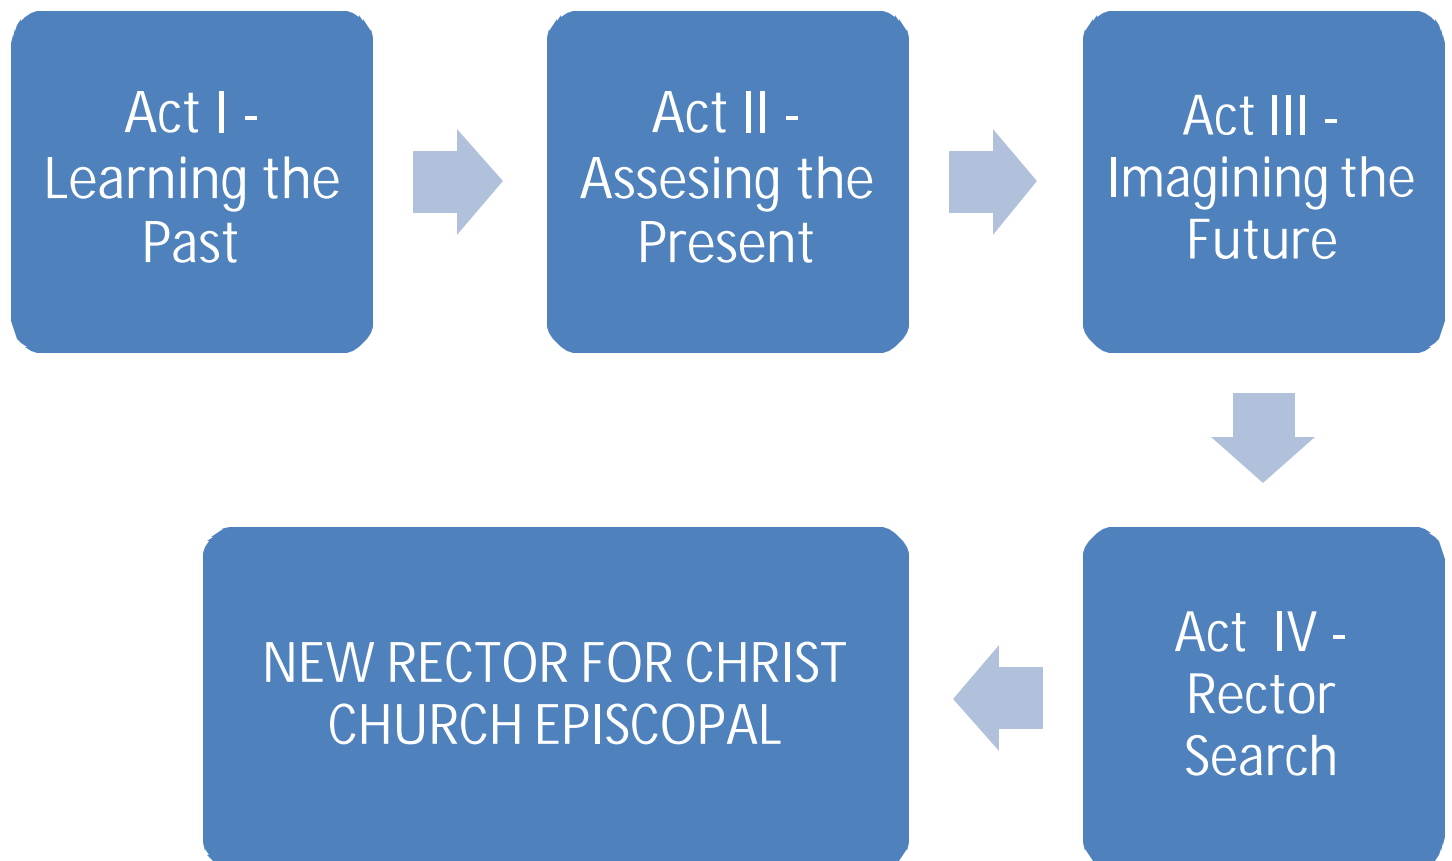 Act I -
Learning the
Past
Act II -
Assesing the
Present
Act III -
Imagining the
Future
Act  IV -
Rector
Search
NEW RECTOR FOR CHRIST
CHURCH EPISCOPAL